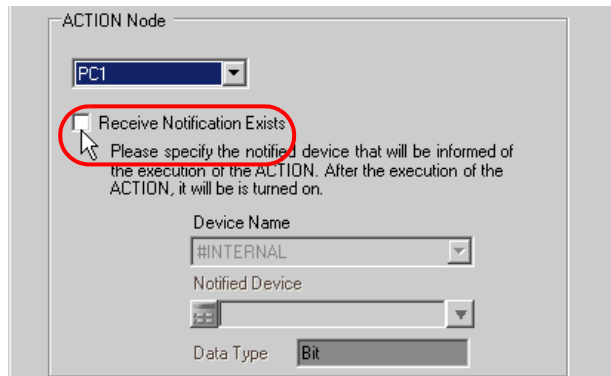 ACTION Node
PC1
Receive Notification Exists
Please specify the notified device that will be informed of
the execution of the ACTION. After the execution of the
ACTION, it will be is turned on.
Device Name
#INTERNAL
Notified Device
Data Type Bit